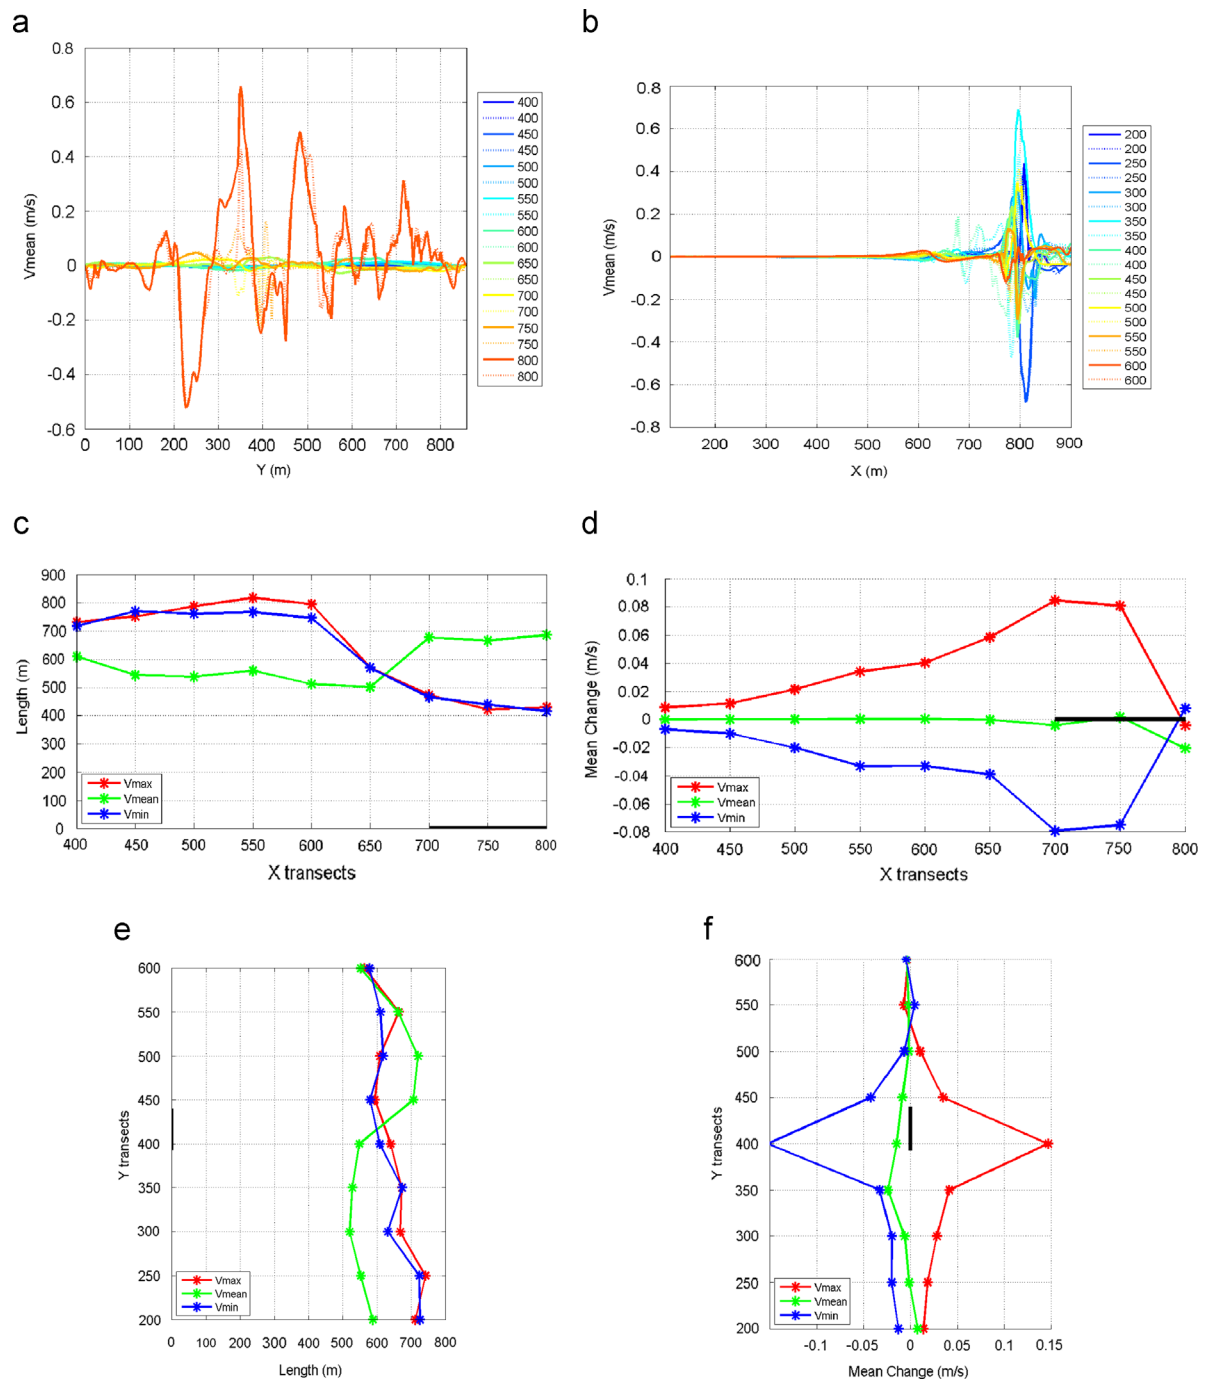 a
0.8
0.6
0.4
0.2
0
-0.2
-0.4
-0.6
Vmean (m/s)
0 100 200 300 400 500 600 700 800
Y (m)
400
400
450
450
500
500
550
550
600
600
650
650
700
700
750
750
800
800
b
0.8
0.6
0.4
0.2
0
-0.2
-0.4
-0.6
-0.8
Vmean (m/s)
200 300 400 500 600 700 800 900
X (m)
200
200
250
250
300
300
350
350
400
400
450
450
500
500
550
550
600
600
c
900
800
700
600
500
400
300
200
100
0
Length (m)
Vmax
Vmean
Vmin
400 450 500 550 600 650 700 750 800
X transects
d
0.1
0.08
0.06
0.04
0.02
0
-0.02
-0.04
-0.06
-0.08
Mean Change (m/s)
Vmax
Vmean
Vmin
400 450 500 550 600 650 700 750 800
X transects
e
600
550
500
450
400
350
300
250
200
Y transects
Vmax
Vmean
Vmin
0 100 200 300 400 500 600 700 800
Length (m)
f
600
550
500
450
400
350
300
250
200
Y transects
Vmax
Vmean
Vmin
-0.1 -0.05 0 0.05 0.1 0.15
Mean Change (m/s)